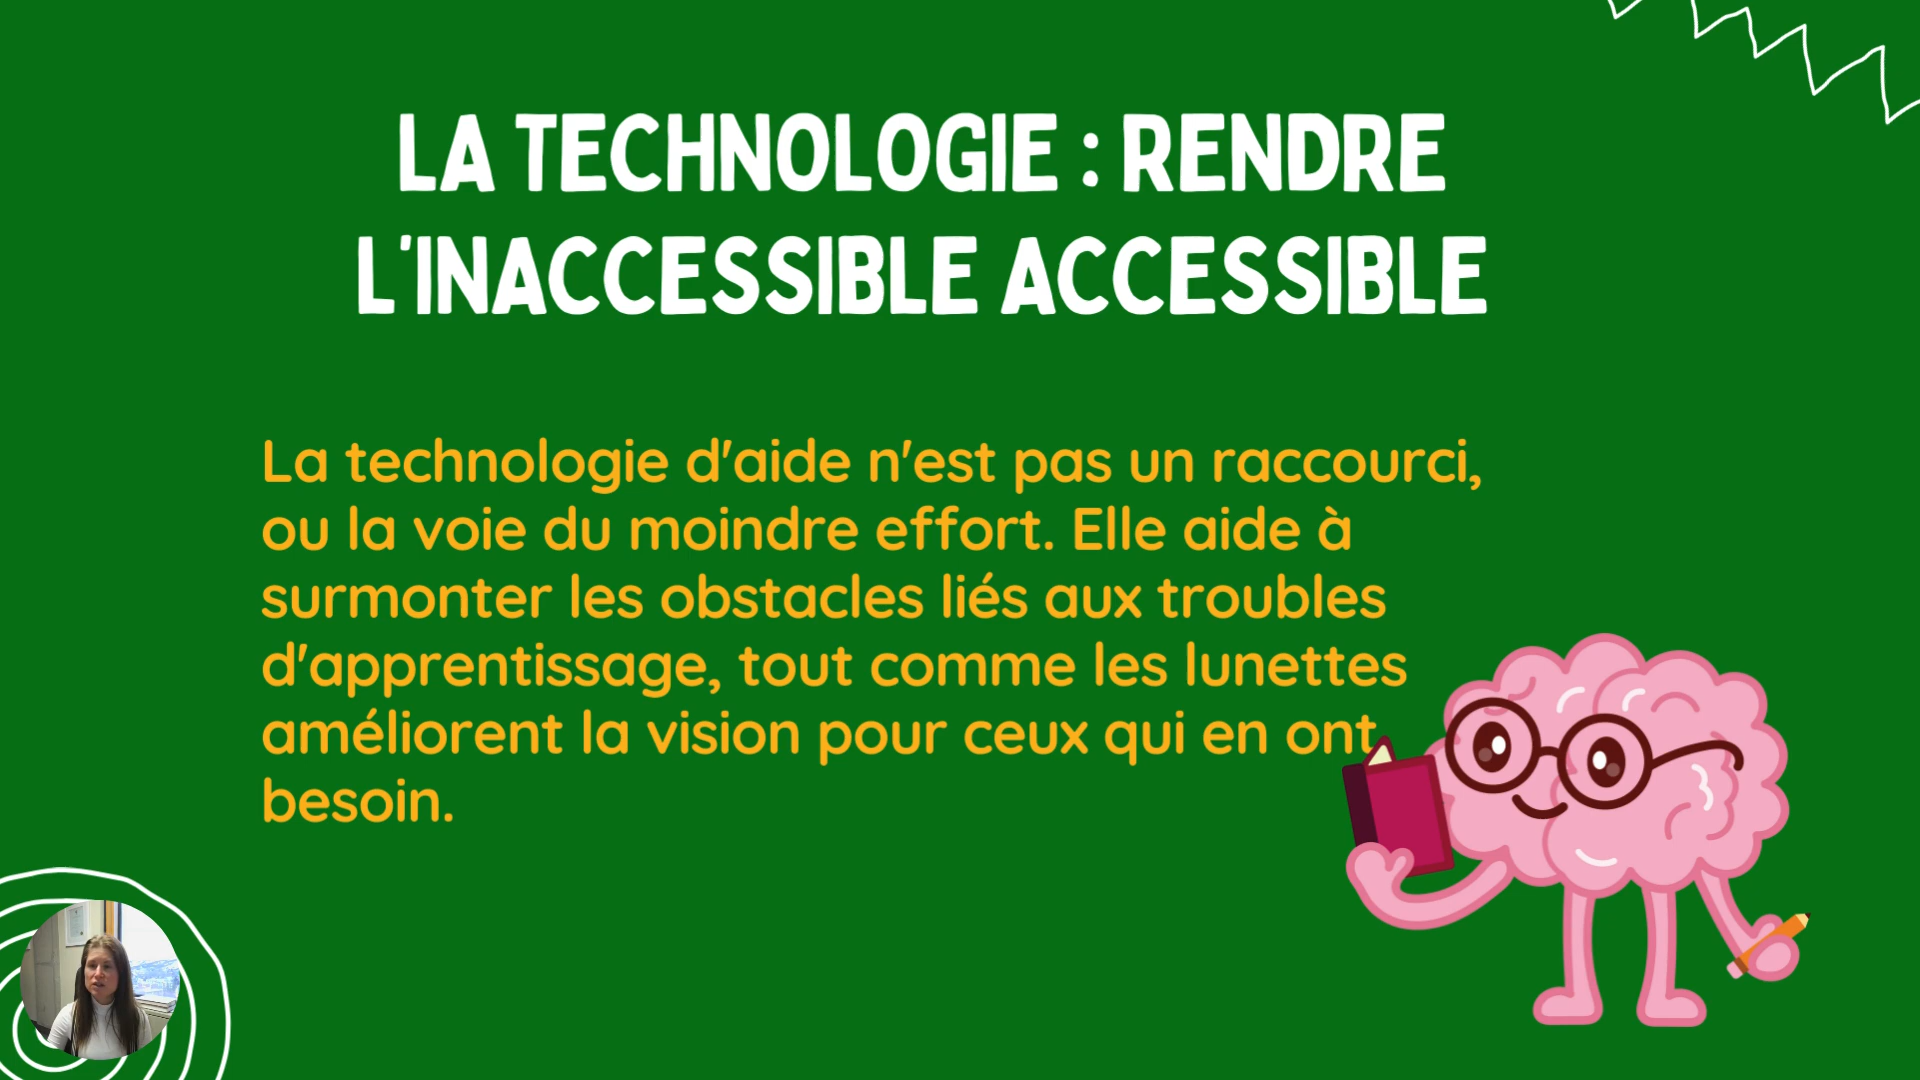 LA TECHNOLOGIE : RENDRE
L'INACCESSIBLE ACCESSIBLE
La technologie d'aide n'est pas un raccourci,
ou la voie du moindre effort. Elle aide à
surmonter les obstacles liés aux troubles
d'apprentissage, tout comme les lunettes
améliorent la vision pour ceux qui en ont
besoin.